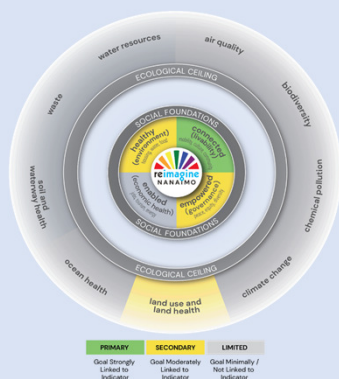 water resources
air quality
biodiversity
chemical pollution
climate change
land use and
land health
ocean health
soil and
waterway health
waste
ECOLOGICAL CEILING
SOCIAL FOUNDATIONS
healthy
(environment)
connected
(livability)
empowered
(governance)
enabled
(economic health)
reimagine
NANAIMO
SOCIAL FOUNDATIONS
ECOLOGICAL CEILING
PRIMARY
SECONDARY
LIMITED
Goal Strongly
Linked to
Indicator
Goal Moderately
Linked to
Indicator
Goal Minimally /
Not Linked to
Indicator